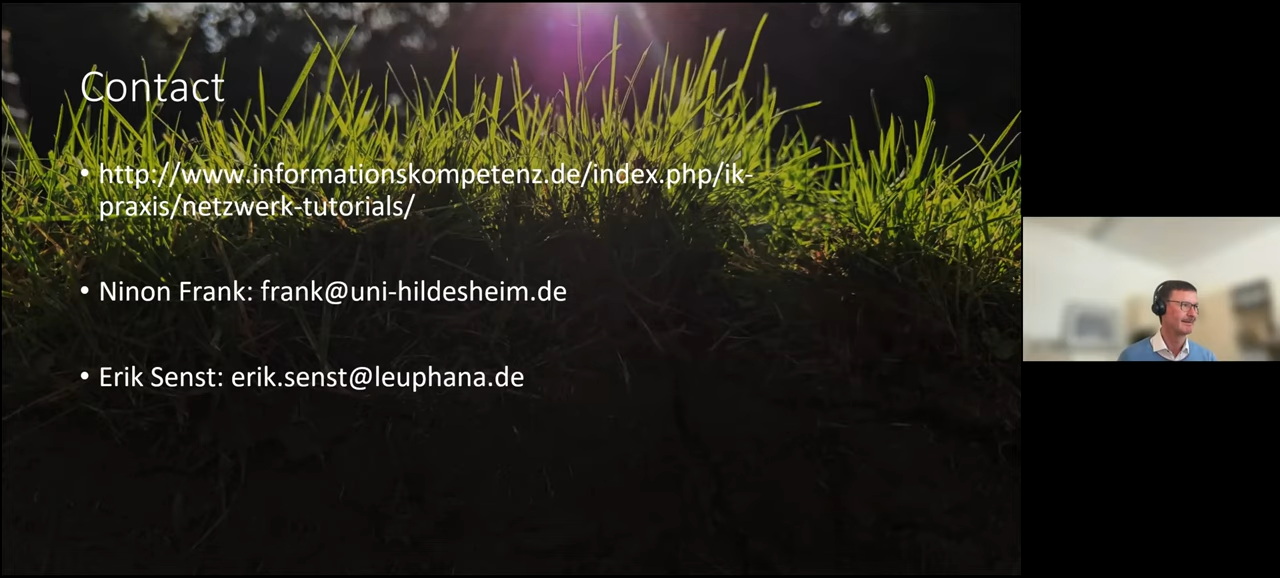 Contact
• http://www.informationskompetenz.de/index.php/ik-
praxis/netzwerk-tutorials/
• Ninon Frank: frank@uni-hildesheim.de
• Erik Senst: erik.senst@leuphana.de